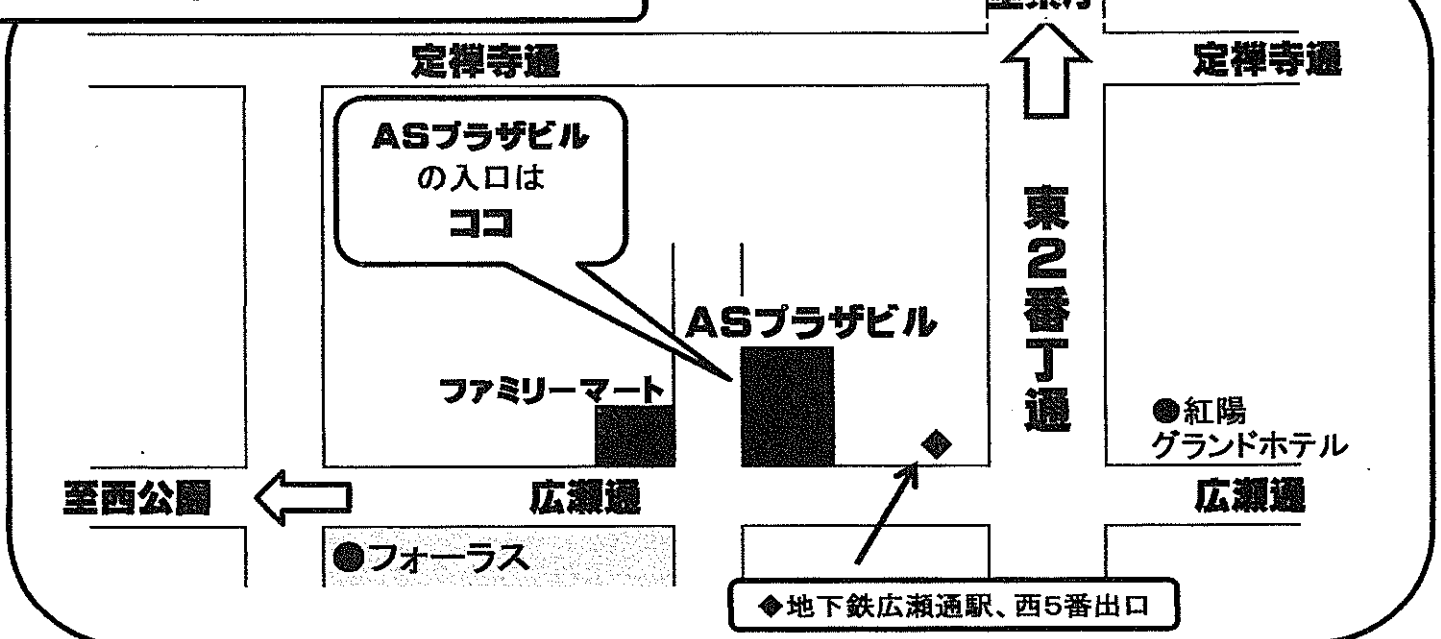 定禅寺通
定禅寺通
ASプラザビル
の入口は
ココ
東2番丁通
ASプラザビル
ファミリーマート
●紅陽
グランドホテル
至西公園
広瀬通
広瀬通
●フォーラス
◆地下鉄広瀬通駅、西5番出口